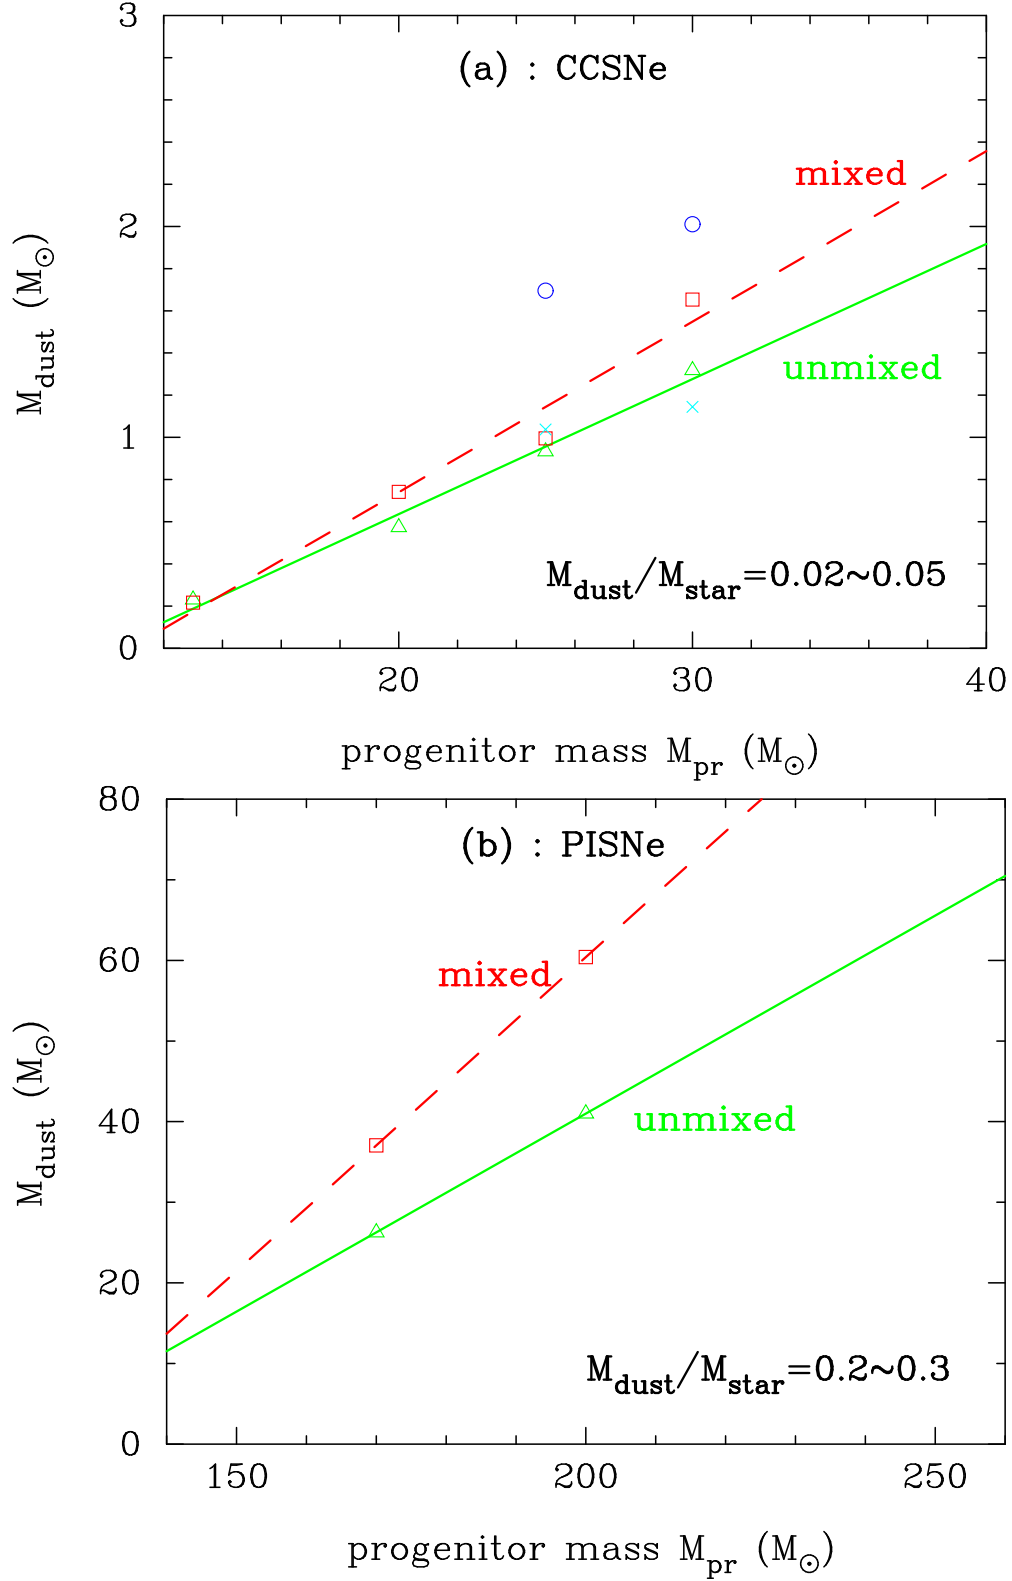 3
(a) : CCSNe
mixed
2
M_dust (M_⊙)
unmixed
1
M_dust/M_star=0.02~0.05
0
20 30 40
progenitor mass M_pr (M_⊙)
80
(b) : PISNe
60
mixed
M_dust (M_⊙)
40
unmixed
20
M_dust/M_star=0.2~0.3
0
150 200 250
progenitor mass M_pr (M_⊙)